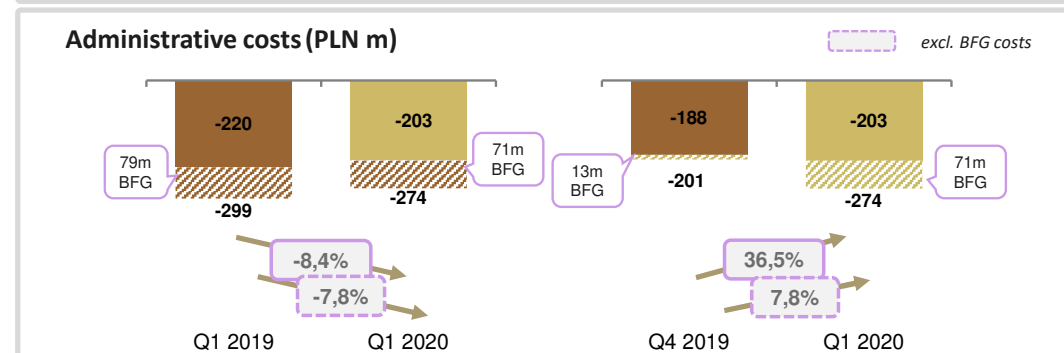 Administrative costs (PLN m)
excl. BFG costs
-220
-203
79m
BFG
71m
BFG
-299
-274
-8,4%
-7,8%
Q1 2019
Q1 2020
-188
-203
13m
BFG
71m
BFG
-201
-274
36,5%
7,8%
Q4 2019
Q1 2020